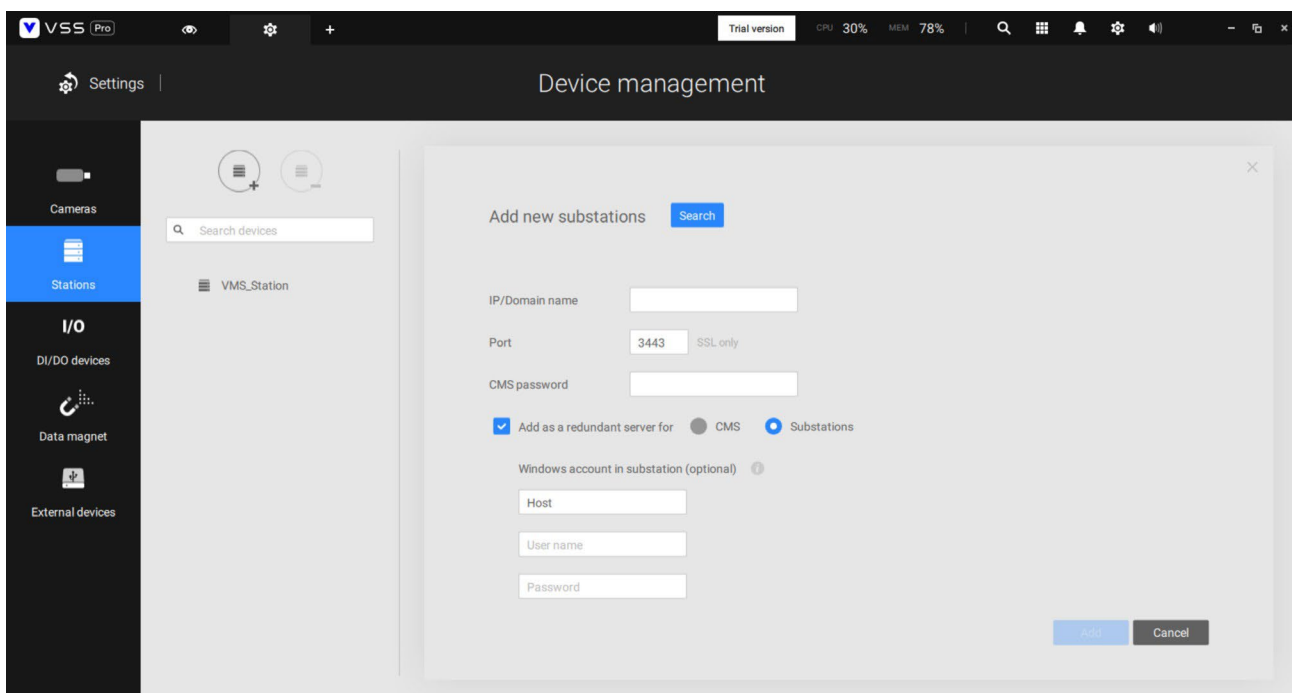 VSS Pro
Trial version
CPU 30% MEM 78%
Settings
Device management
Cameras
Stations
I/O
DI/DO devices
Data magnet
External devices
Search devices
VMS_Station
Add new substations Search
IP/Domain name
Port 3443 SSL only
CMS password
Add as a redundant server for CMS Substations
Windows account in substation (optional)
Host
User name
Password
Add Cancel